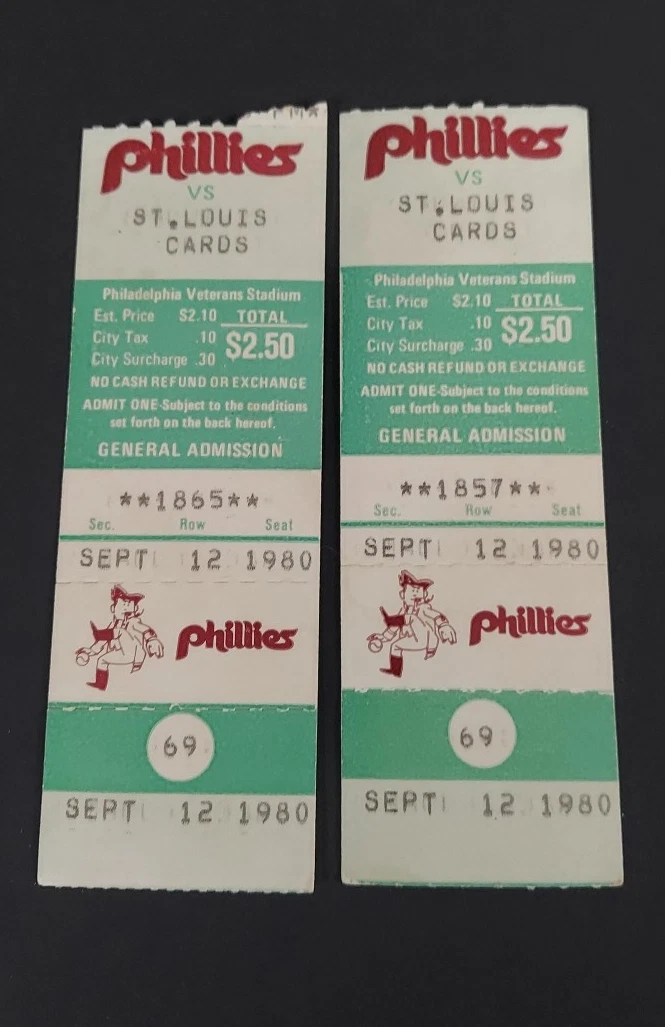 Phillies
VS
ST.LOUIS
CARDS
Philadelphia Veterans Stadium
Est. Price $2.10 TOTAL
City Tax .10 $2.50
City Surcharge .30
NO CASH REFUND OR EXCHANGE
ADMIT ONE-Subject to the conditions
set forth on the back hereof.
GENERAL ADMISSION
**1865**
Sec. Row Seat
SEPT 12 1980
Phillies
69
SEPT 12 1980
Phillies
VS
ST.LOUIS
CARDS
Philadelphia Veterans Stadium
Est. Price $2.10 TOTAL
City Tax .10 $2.50
City Surcharge .30
NO CASH REFUND OR EXCHANGE
ADMIT ONE-Subject to the conditions
set forth on the back hereof.
GENERAL ADMISSION
**1857**
Sec. Row Seat
SEPT 12 1980
Phillies
69
SEPT 12 1980